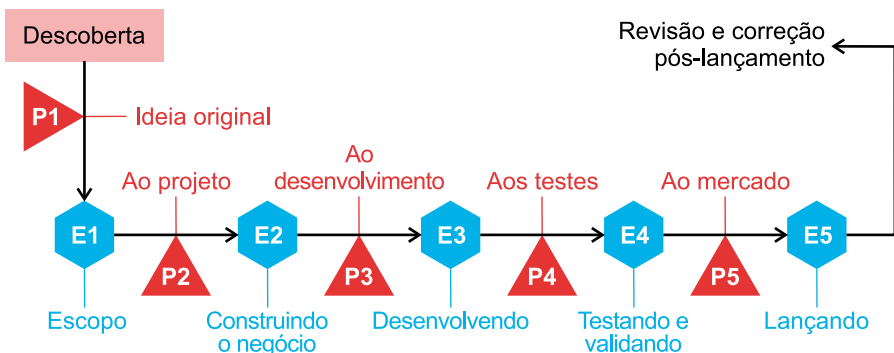 Descoberta
Revisão e correção
pós-lançamento
P1
Ideia original
Ao projeto
Ao
desenvolvimento
Aos testes
Ao mercado
E1
E2
E3
E4
E5
P2
P3
P4
P5
Escopo
Construindo
o negócio
Desenvolvendo
Testando e
validando
Lançando